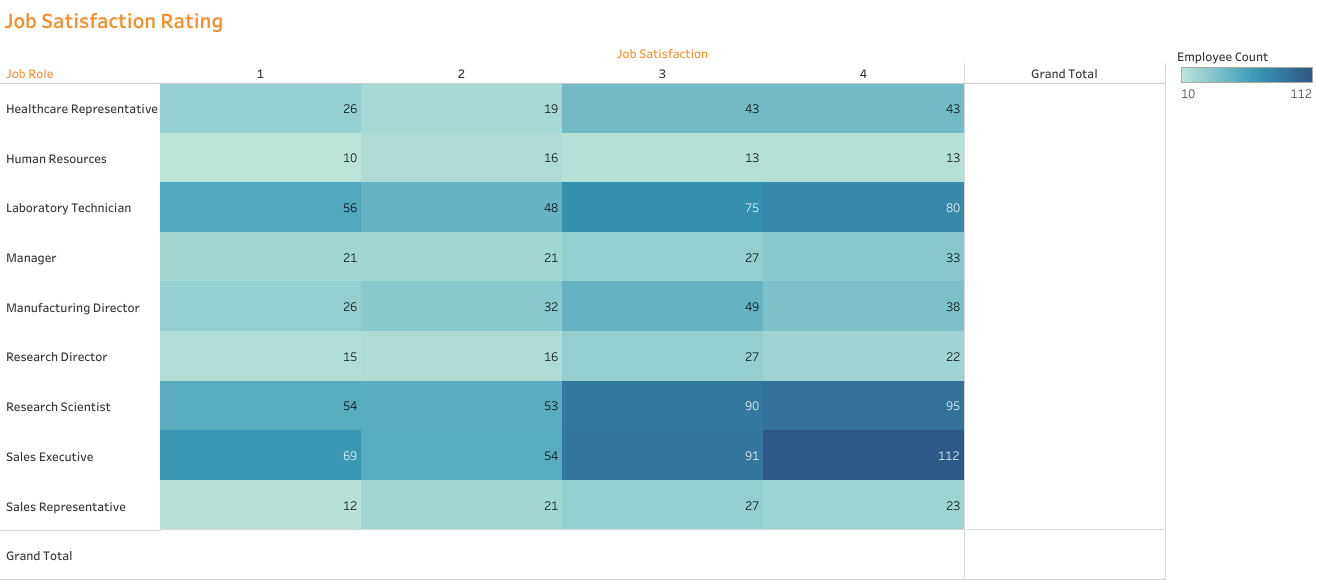 Job Satisfaction Rating
Job Satisfaction
Employee Count
Job Role 1 2 3 4 Grand Total
10 112
Healthcare Representative 26 19 43 43
Human Resources 10 16 13 13
Laboratory Technician 56 48 75 80
Manager 21 21 27 33
Manufacturing Director 26 32 49 38
Research Director 15 16 27 22
Research Scientist 54 53 90 95
Sales Executive 69 54 91 112
Sales Representative 12 21 27 23
Grand Total